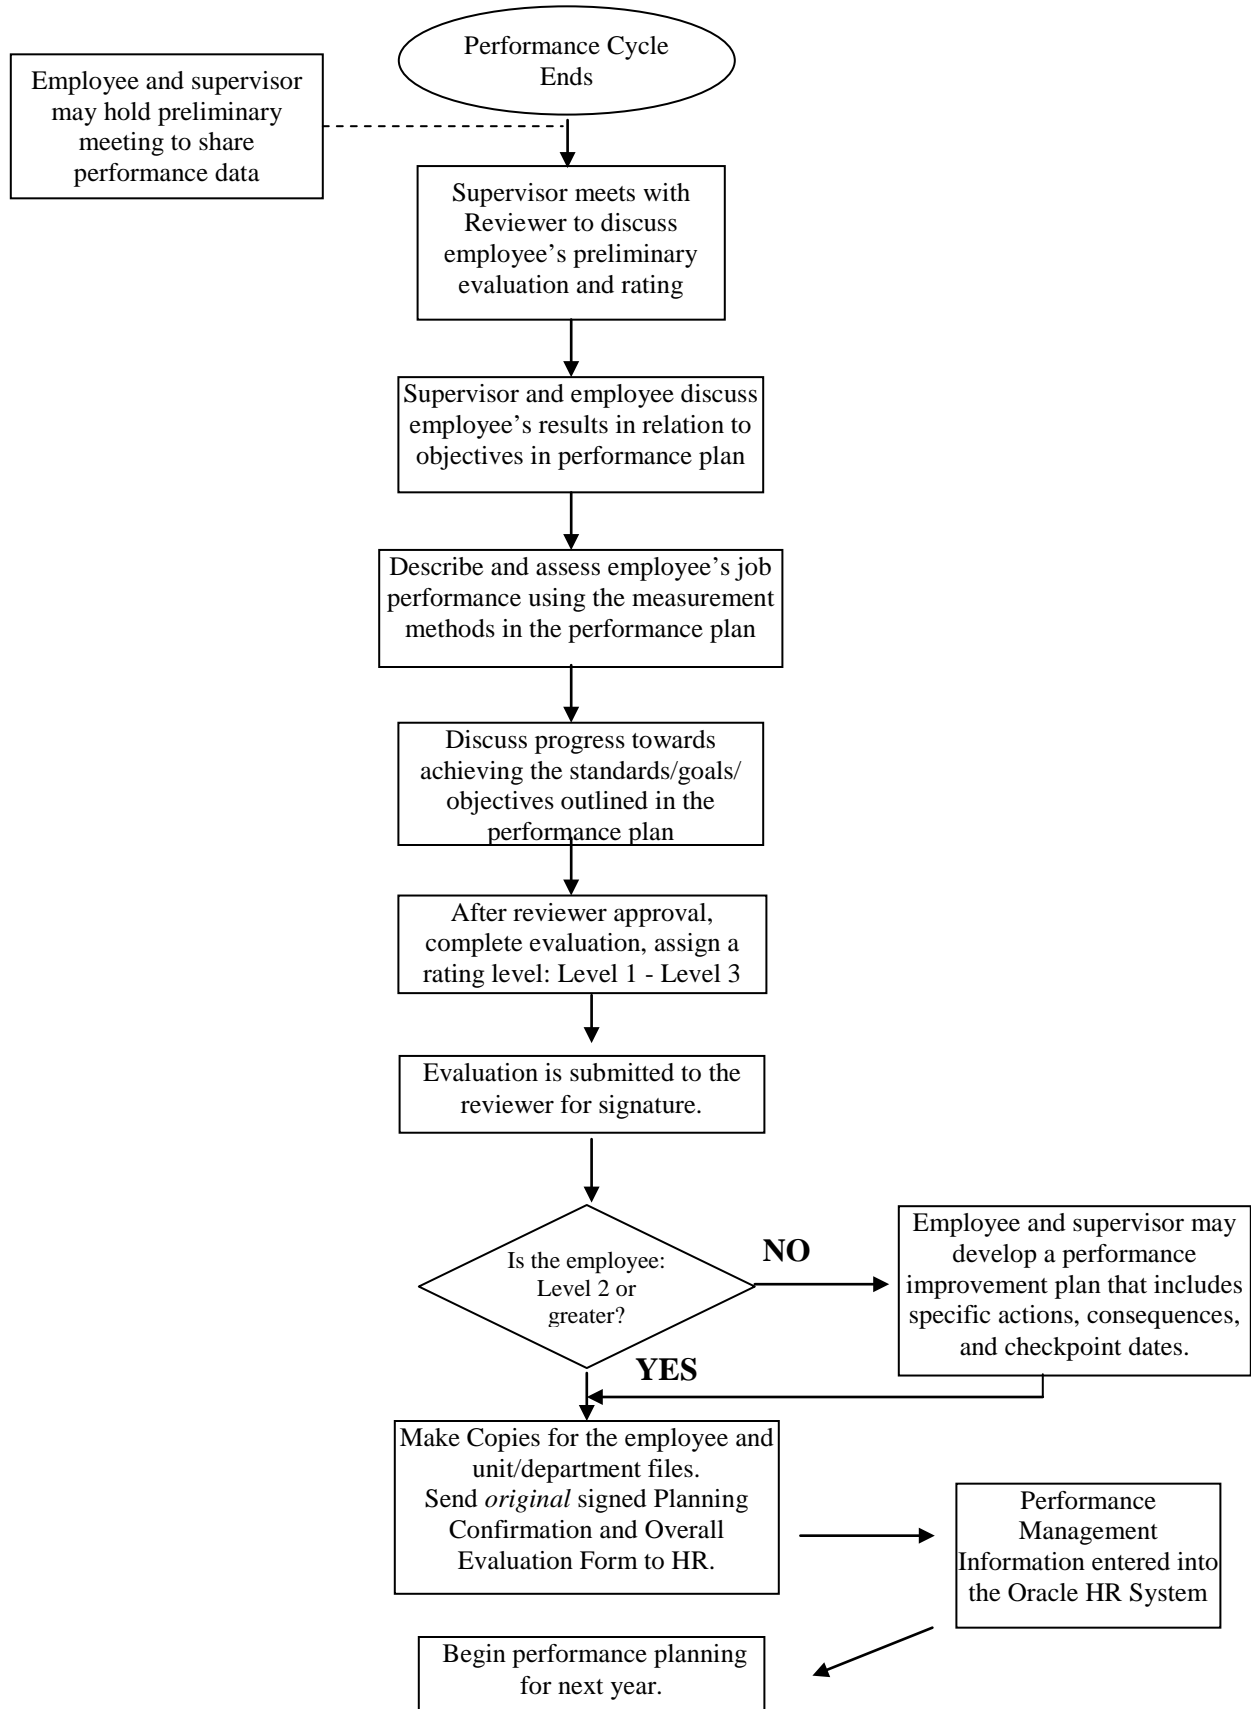 Performance Cycle
Ends
Employee and supervisor
may hold preliminary
meeting to share
performance data
Supervisor meets with
Reviewer to discuss
employee’s preliminary
evaluation and rating
Supervisor and employee discuss
employee’s results in relation to
objectives in performance plan
Describe and assess employee’s job
performance using the measurement
methods in the performance plan
Discuss progress towards
achieving the standards/goals/
objectives outlined in the
performance plan
After reviewer approval,
complete evaluation, assign a
rating level: Level 1 - Level 3
Evaluation is submitted to the
reviewer for signature.
Is the employee:
Level 2 or
greater?
NO
Employee and supervisor may
develop a performance
improvement plan that includes
specific actions, consequences,
and checkpoint dates.
YES
Make Copies for the employee and
unit/department files.
Send original signed Planning
Confirmation and Overall
Evaluation Form to HR.
Performance
Management
Information entered into
the Oracle HR System
Begin performance planning
for next year.